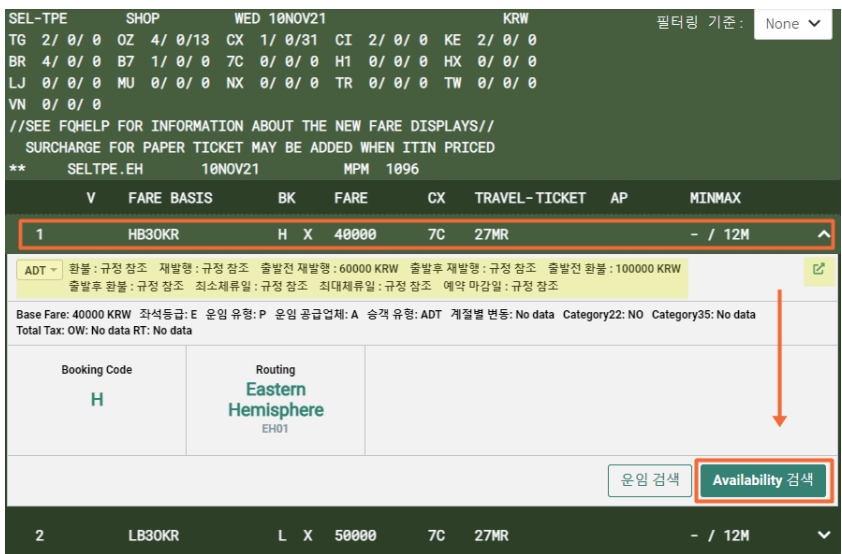 SEL-TPE SHOP WED 10NOV21 KRW 필터링 기준: None
TG 2/ 0/ 0 OZ 4/ 0/13 CX 1/ 0/31 CI 2/ 0/ 0 KE 2/ 0/ 0
BR 4/ 0/ 0 B7 1/ 0/ 0 7C 0/ 0/ 0 H1 0/ 0/ 0 HX 0/ 0/ 0
LJ 0/ 0/ 0 MU 0/ 0/ 0 NX 0/ 0/ 0 TR 0/ 0/ 0 TW 0/ 0/ 0
VN 0/ 0/ 0
//SEE FQHELP FOR INFORMATION ABOUT THE NEW FARE DISPLAYS//
SURCHARGE FOR PAPER TICKET MAY BE ADDED WHEN ITIN PRICED
** SELTPE.EH 10NOV21 MPM 1096
V FARE BASIS BK FARE CX TRAVEL-TICKET AP MINMAX
1 HB3OKR H X 40000 7C 27MR - / 12M
ADT 환불:규정 참조 재발행:규정 참조 출발전 재발행:60000 KRW 출발후 재발행:규정 참조 출발전 환불:100000 KRW
출발후 환불:규정 참조 최소체류일:규정 참조 최대체류일:규정 참조 예약 마감일:규정 참조
Base Fare: 40000 KRW 좌석등급: E 운임 유형: P 운임 공급업체: A 승객 유형: ADT 계절별 변동: No data Category22: NO Category35: No data
Total Tax: OW: No data RT: No data
Booking Code
H
Routing
Eastern
Hemisphere
EH01
운임 검색
Availability 검색
2 LB3OKR L X 50000 7C 27MR - / 12M